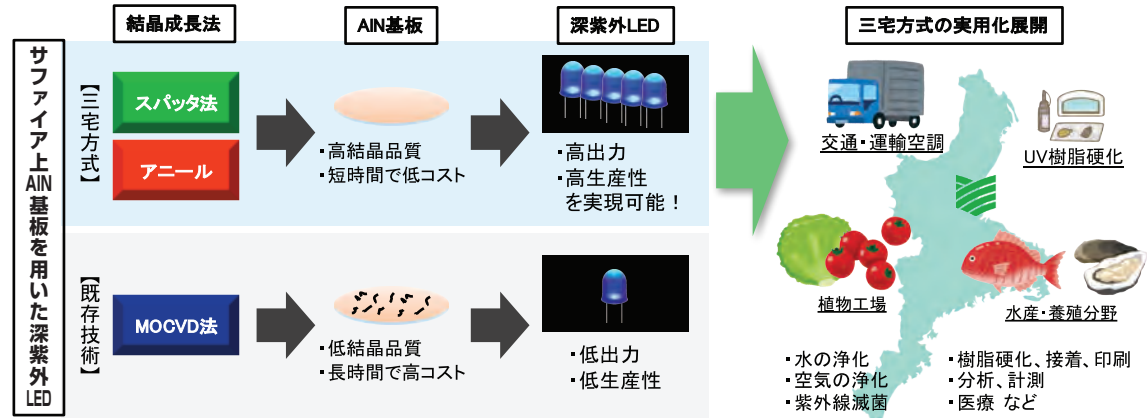 サファイア上AlN基板を用いた深紫外LED
結晶成長法
AlN基板
深紫外LED
三宅方式の実用化展開
【三宅方式】
スパッタ法
アニール
・高結晶品質
・短時間で低コスト
・高出力
・高生産性
を実現可能！
【既存技術】
MOCVD法
・低結晶品質
・長時間で高コスト
・低出力
・低生産性
交通・運輸空調
UV樹脂硬化
植物工場
水産・養殖分野
・水の浄化
・空気の浄化
・紫外線滅菌
・樹脂硬化、接着、印刷
・分析、計測
・医療 など